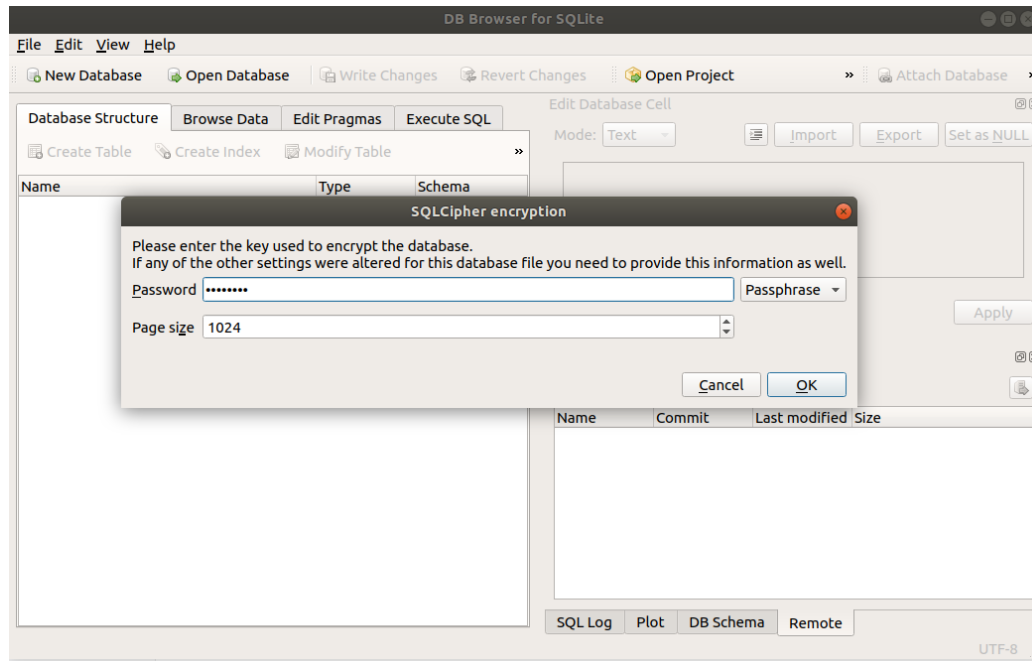 DB Browser for SQLite
File Edit View Help
New Database Open Database Write Changes Revert Changes Open Project » Attach Database
Database Structure Browse Data Edit Pragmas Execute SQL
Create Table Create Index Modify Table »
Name Type Schema
Edit Database Cell
Mode: Text Import Export Set as NULL
SQLCipher encryption
Please enter the key used to encrypt the database.
If any of the other settings were altered for this database file you need to provide this information as well.
Password •••••••• Passphrase
Page size 1024
Cancel OK
Apply
Name Commit Last modified Size
SQL Log Plot DB Schema Remote
UTF-8